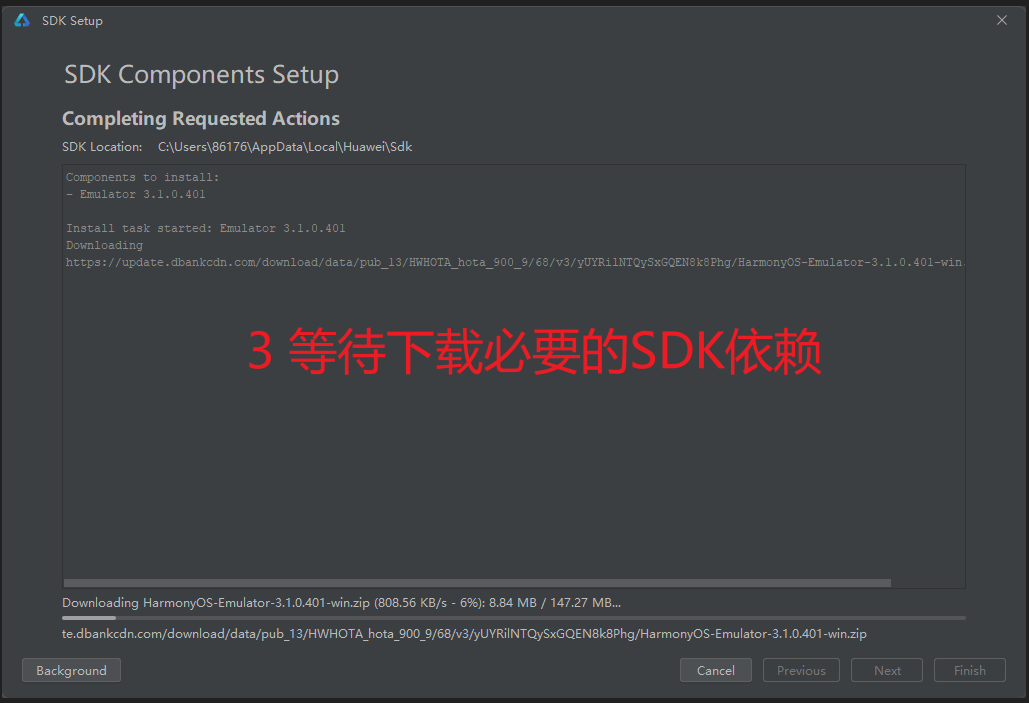 SDK Setup
SDK Components Setup
Completing Requested Actions
SDK Location: C:\Users\86176\AppData\Local\Huawei\Sdk
Components to install:
- Emulator 3.1.0.401
Install task started: Emulator 3.1.0.401
Downloading
https://update.dbankcdn.com/download/data/pub_13/HWHOTA_hota_900_9/68/v3/yUYRilNTQySxGQEN8k8Phg/HarmonyOS-Emulator-3.1.0.401-win.
3 等待下载必要的SDK依赖
Downloading HarmonyOS-Emulator-3.1.0.401-win.zip (808.56 KB/s - 6%): 8.84 MB / 147.27 MB...
te.dbankcdn.com/download/data/pub_13/HWHOTA_hota_900_9/68/v3/yUYRilNTQySxGQEN8k8Phg/HarmonyOS-Emulator-3.1.0.401-win.zip
Background
Cancel
Previous
Next
Finish